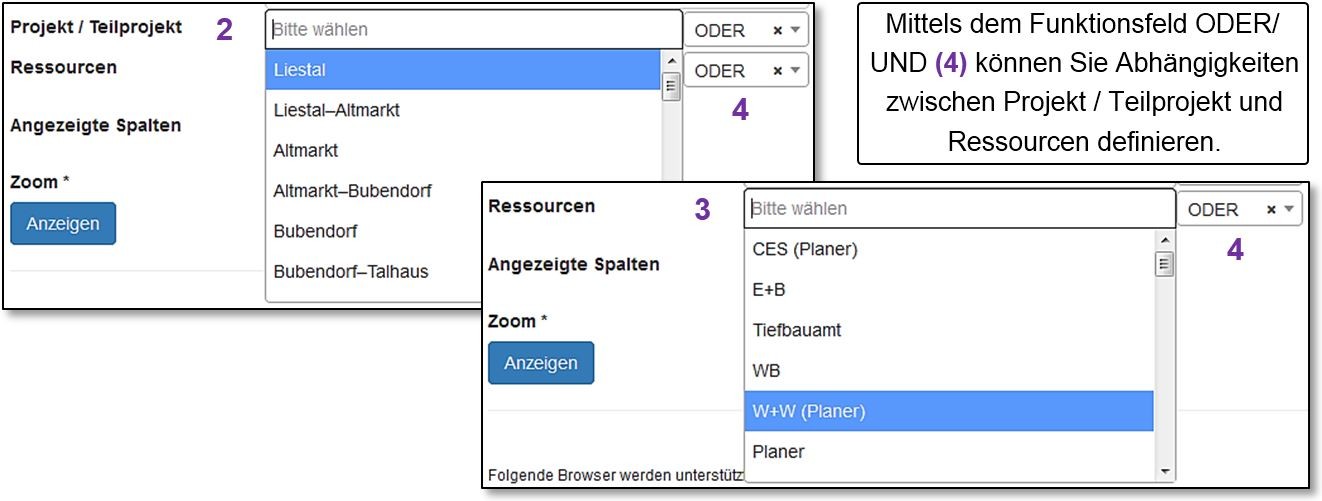 Projekt / Teilprojekt 2 Bitte wählen ODER × 
Ressourcen Liestal ODER ×
Liestal–Altmarkt 4
Angezeigte Spalten
Altmarkt
Zoom * Altmarkt–Bubendorf
Anzeigen Bubendorf
Bubendorf–Talhaus
Mittels dem Funktionsfeld ODER/
UND (4) können Sie Abhängigkeiten
zwischen Projekt / Teilprojekt und
Ressourcen definieren.
Ressourcen 3 Bitte wählen ODER ×
CES (Planer) 4
Angezeigte Spalten
E+B
Zoom * Tiefbauamt
Anzeigen WB
W+W (Planer)
Planer
Folgende Browser werden unterstütz